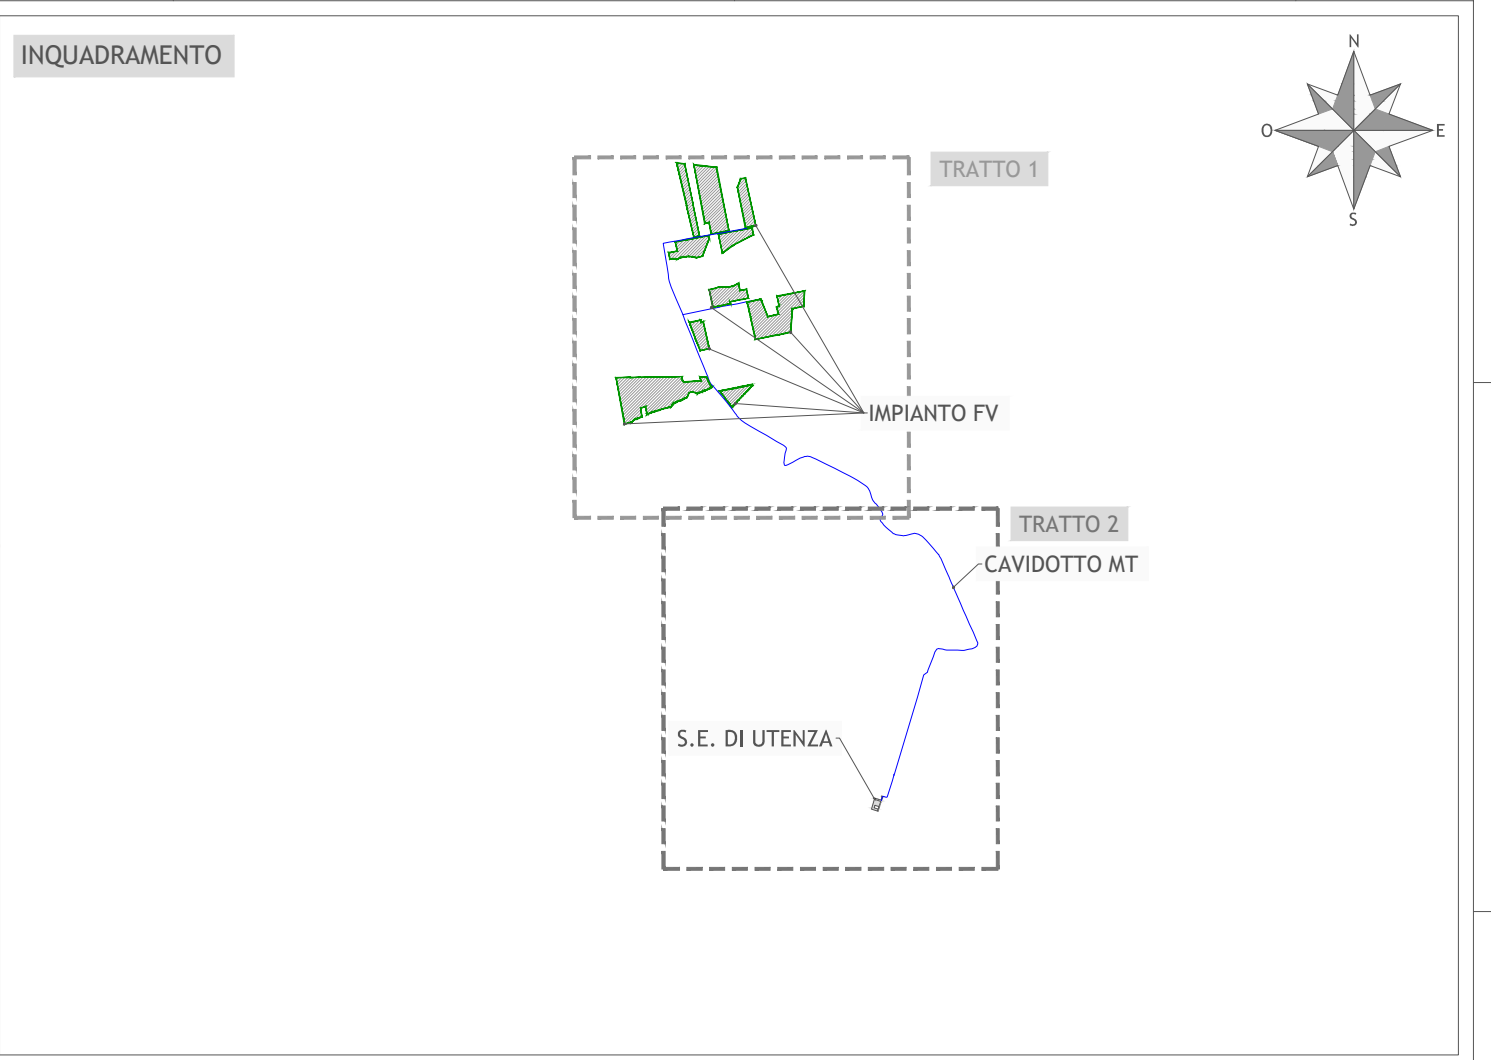 INQUADRAMENTO
N
O
E
S
TRATTO 1
IMPIANTO FV
TRATTO 2
CAVIDOTTO MT
S.E. DI UTENZA